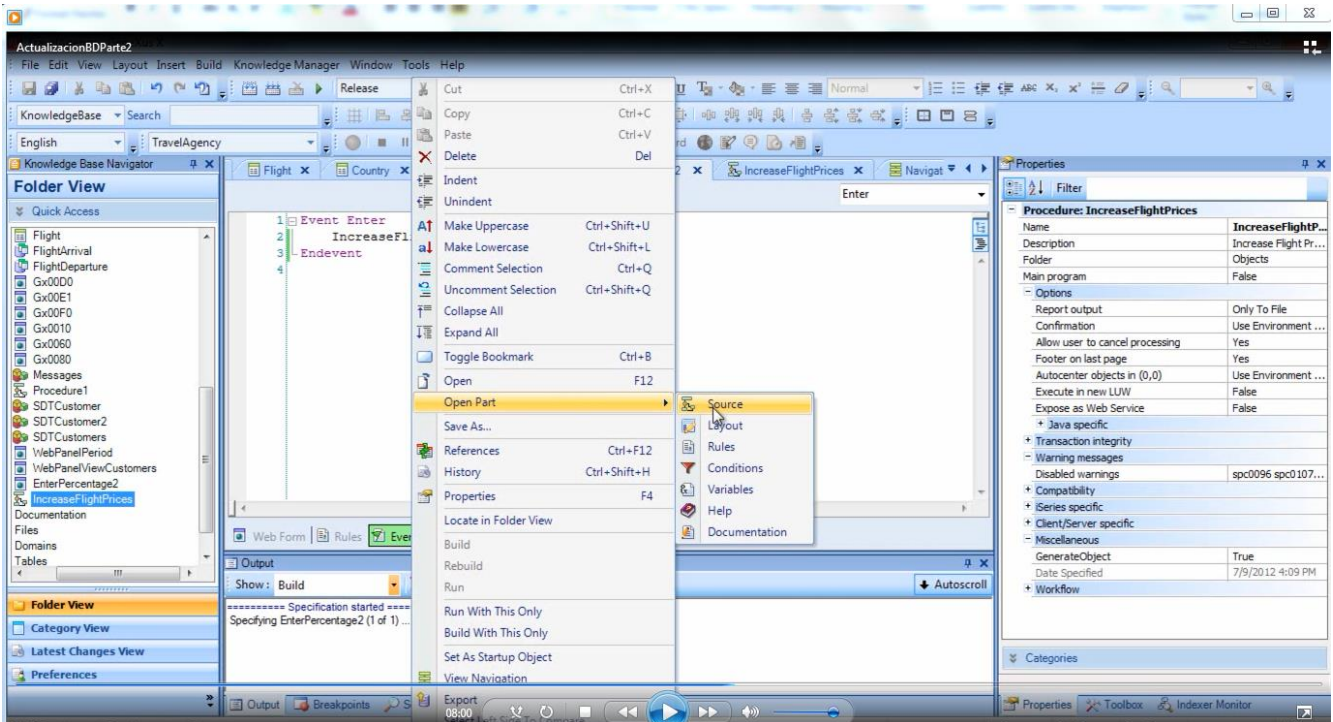 ActualizacionBDParte2
File Edit View Layout Insert Build Knowledge Manager Window Tools Help
Release
Normal
KnowledgeBase Search
English TravelAgency
Knowledge Base Navigator
Folder View
Quick Access
Flight
FlightArrival
FlightDeparture
Gx00D0
Gx00E1
Gx00F0
Gx0010
Gx0060
Gx0080
Messages
Procedure1
SDTCustomer
SDTCustomer2
SDTCustomers
WebPanelPeriod
WebPanelViewCustomers
EnterPercentage2
IncreaseFlightPrices
Documentation
Files
Domains
Tables
Folder View
Category View
Latest Changes View
Preferences
Flight Country 2 IncreaseFlightPrices Navigat
Enter
1 Event Enter
2 IncreaseFl
3 Endevent
4
Web Form Rules Eve
Output
Show: Build Autoscroll
========== Specification started ====
Specifying EnterPercentage2 (1 of 1) ...
Output Breakpoints S
Cut Ctrl+X
Copy Ctrl+C
Paste Ctrl+V
Delete Del
Indent
Unindent
Make Uppercase Ctrl+Shift+U
Make Lowercase Ctrl+Shift+L
Comment Selection Ctrl+Q
Uncomment Selection Ctrl+Shift+Q
Collapse All
Expand All
Toggle Bookmark Ctrl+B
Open F12
Open Part
Save As...
References Ctrl+F12
History Ctrl+Shift+H
Properties F4
Locate in Folder View
Build
Rebuild
Run
Run With This Only
Build With This Only
Set As Startup Object
View Navigation
Export
08:00
Source
Layout
Rules
Conditions
Variables
Help
Documentation
Properties
Filter
Procedure: IncreaseFlightPrices
Name IncreaseFlightP...
Description Increase Flight Pr...
Folder Objects
Main program False
Options
Report output Only To File
Confirmation Use Environment ...
Allow user to cancel processing Yes
Footer on last page Yes
Autocenter objects in (0,0) Use Environment ...
Execute in new LUW False
Expose as Web Service False
Java specific
Transaction integrity
Warning messages
Disabled warnings spc0096 spc0107...
Compatibility
iSeries specific
Client/Server specific
Miscellaneous
GenerateObject True
Date Specified 7/9/2012 4:09 PM
Workflow
Categories
Properties Toolbox Indexer Monitor